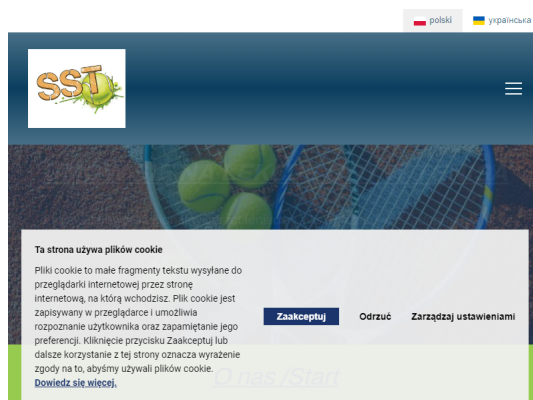 polski
українська
SST
Ta strona używa plików cookie
Pliki cookie to małe fragmenty tekstu wysyłane do
przeglądarki internetowej przez stronę
internetową, na którą wchodzisz. Plik cookie jest
zapisywany w przeglądarce i umożliwia
rozpoznanie użytkownika oraz zapamiętanie jego
preferencji. Kliknięcie przycisku Zaakceptuj lub
dalsze korzystanie z tej strony oznacza wyrażenie
zgody na to, abyśmy używali plików cookie.
Dowiedz się więcej.
Zaakceptuj
Odrzuć
Zarządzaj ustawieniami
O nas /Start